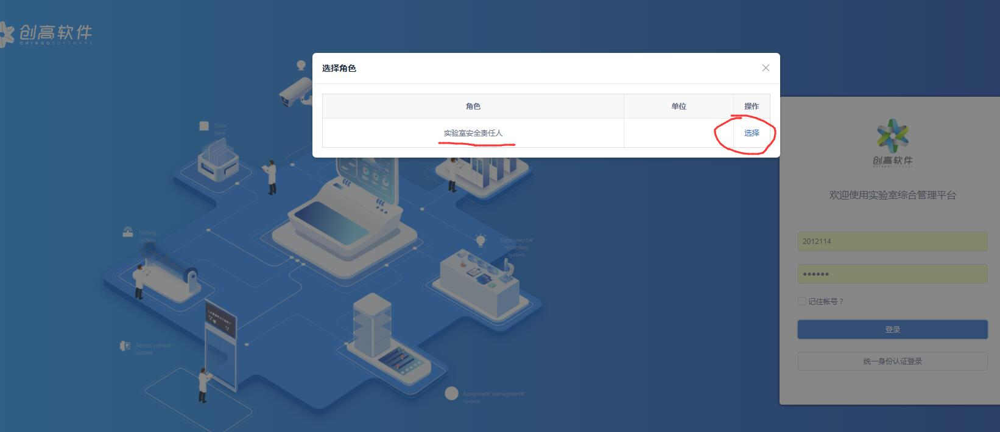 创高软件
CHINGOSOFTWARE
选择角色
角色 单位 操作
实验室安全责任人 选择
Data
base
Testing
system
Experimental
recording
system
Access control
system
Equipment management
system
创高软件
欢迎使用实验室综合管理平台
2012114
••••••
记住帐号？
登录
统一身份认证登录